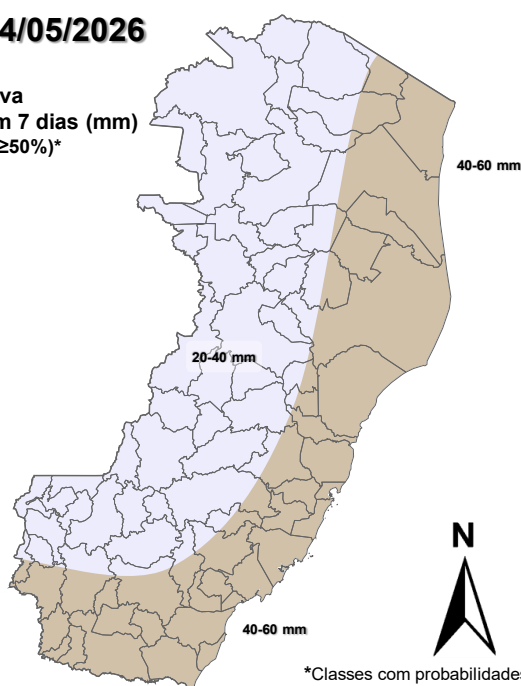 4/05/2026
va
m 7 dias (mm)
≥50%)*
40-60 mm
20-40 mm
N
40-60 mm
*Classes com probabilidades